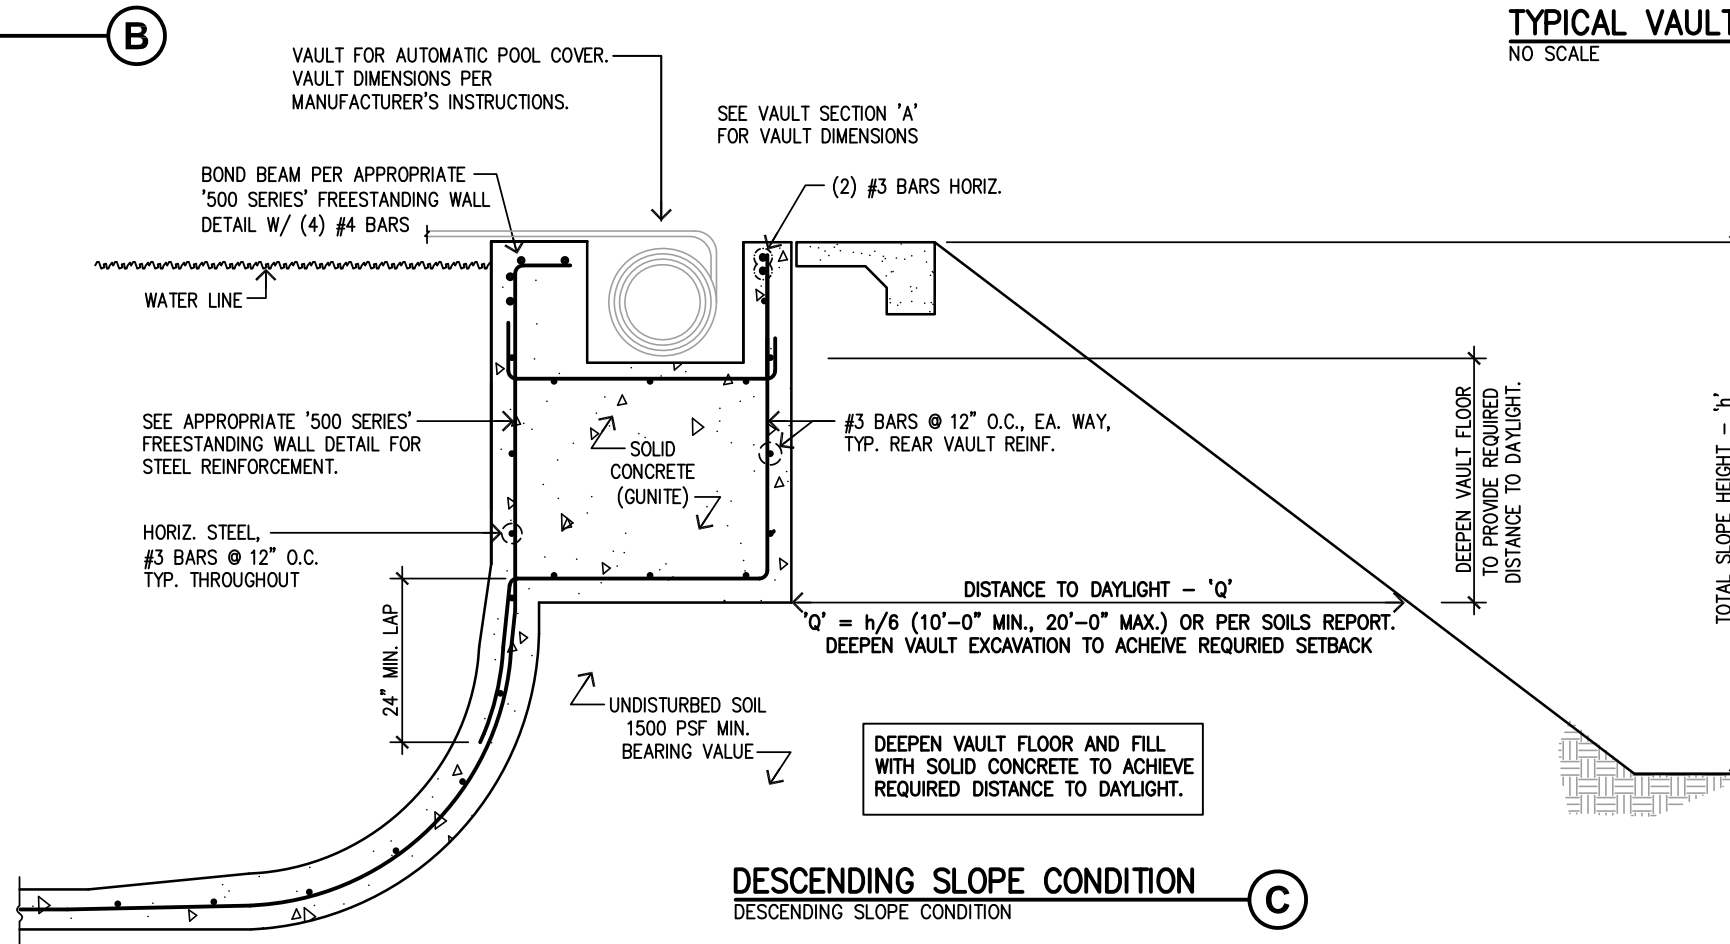 B
TYPICAL VAULT
NO SCALE
VAULT FOR AUTOMATIC POOL COVER.
VAULT DIMENSIONS PER
MANUFACTURER'S INSTRUCTIONS.
SEE VAULT SECTION 'A'
FOR VAULT DIMENSIONS
BOND BEAM PER APPROPRIATE
'500 SERIES' FREESTANDING WALL
DETAIL W/ (4) #4 BARS
(2) #3 BARS HORIZ.
WATER LINE
SEE APPROPRIATE '500 SERIES'
FREESTANDING WALL DETAIL FOR
STEEL REINFORCEMENT.
SOLID
CONCRETE
(GUNITE)
#3 BARS @ 12" O.C., EA. WAY,
TYP. REAR VAULT REINF.
DEEPEN VAULT FLOOR
TO PROVIDE REQUIRED
DISTANCE TO DAYLIGHT.
TOTAL SLOPE HEIGHT - 'h'
HORIZ. STEEL,
#3 BARS @ 12" O.C.
TYP. THROUGHOUT
24" MIN. LAP
DISTANCE TO DAYLIGHT - 'Q'
'Q' = h/6 (10'-0" MIN., 20'-0" MAX.) OR PER SOILS REPORT.
DEEPEN VAULT EXCAVATION TO ACHEIVE REQURIED SETBACK
UNDISTURBED SOIL
1500 PSF MIN.
BEARING VALUE
DEEPEN VAULT FLOOR AND FILL
WITH SOLID CONCRETE TO ACHIEVE
REQUIRED DISTANCE TO DAYLIGHT.
DESCENDING SLOPE CONDITION
DESCENDING SLOPE CONDITION
C